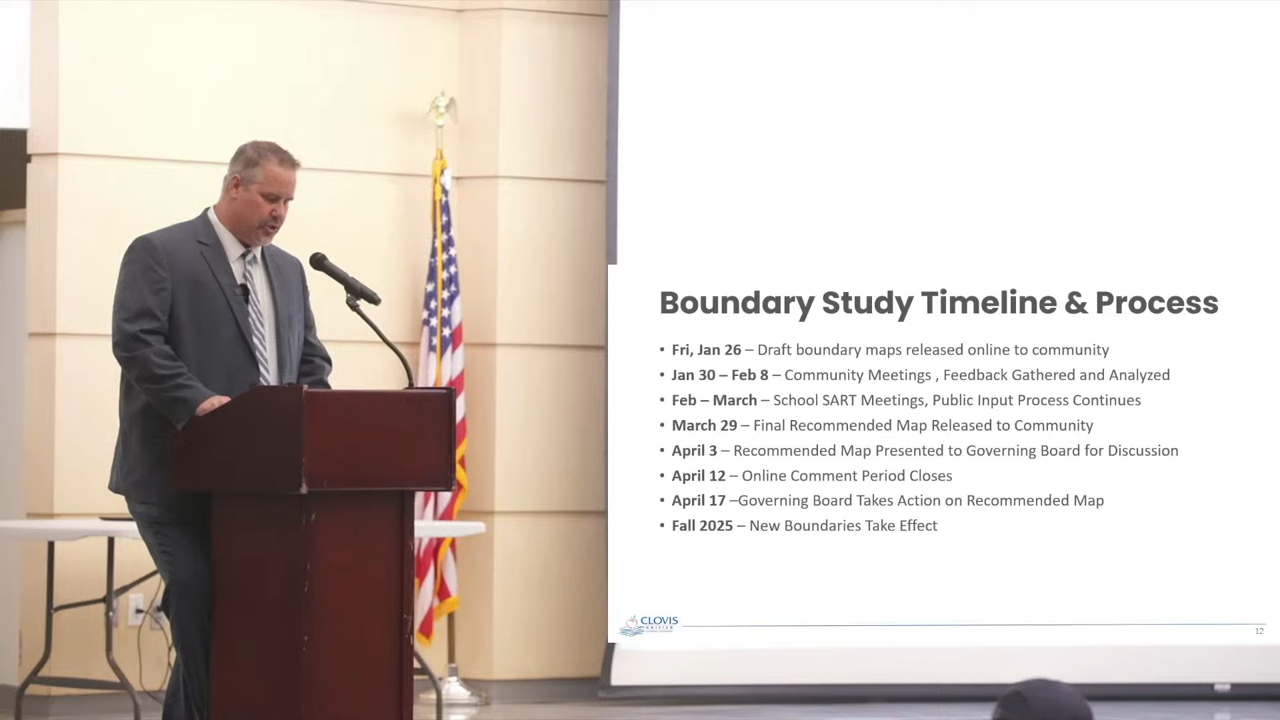 Boundary Study Timeline & Process
• Fri, Jan 26 – Draft boundary maps released online to community
• Jan 30 – Feb 8 – Community Meetings , Feedback Gathered and Analyzed
• Feb – March – School SART Meetings, Public Input Process Continues
• March 29 – Final Recommended Map Released to Community
• April 3 – Recommended Map Presented to Governing Board for Discussion
• April 12 – Online Comment Period Closes
• April 17 –Governing Board Takes Action on Recommended Map
• Fall 2025 – New Boundaries Take Effect
CLOVIS
UNIFIED
12